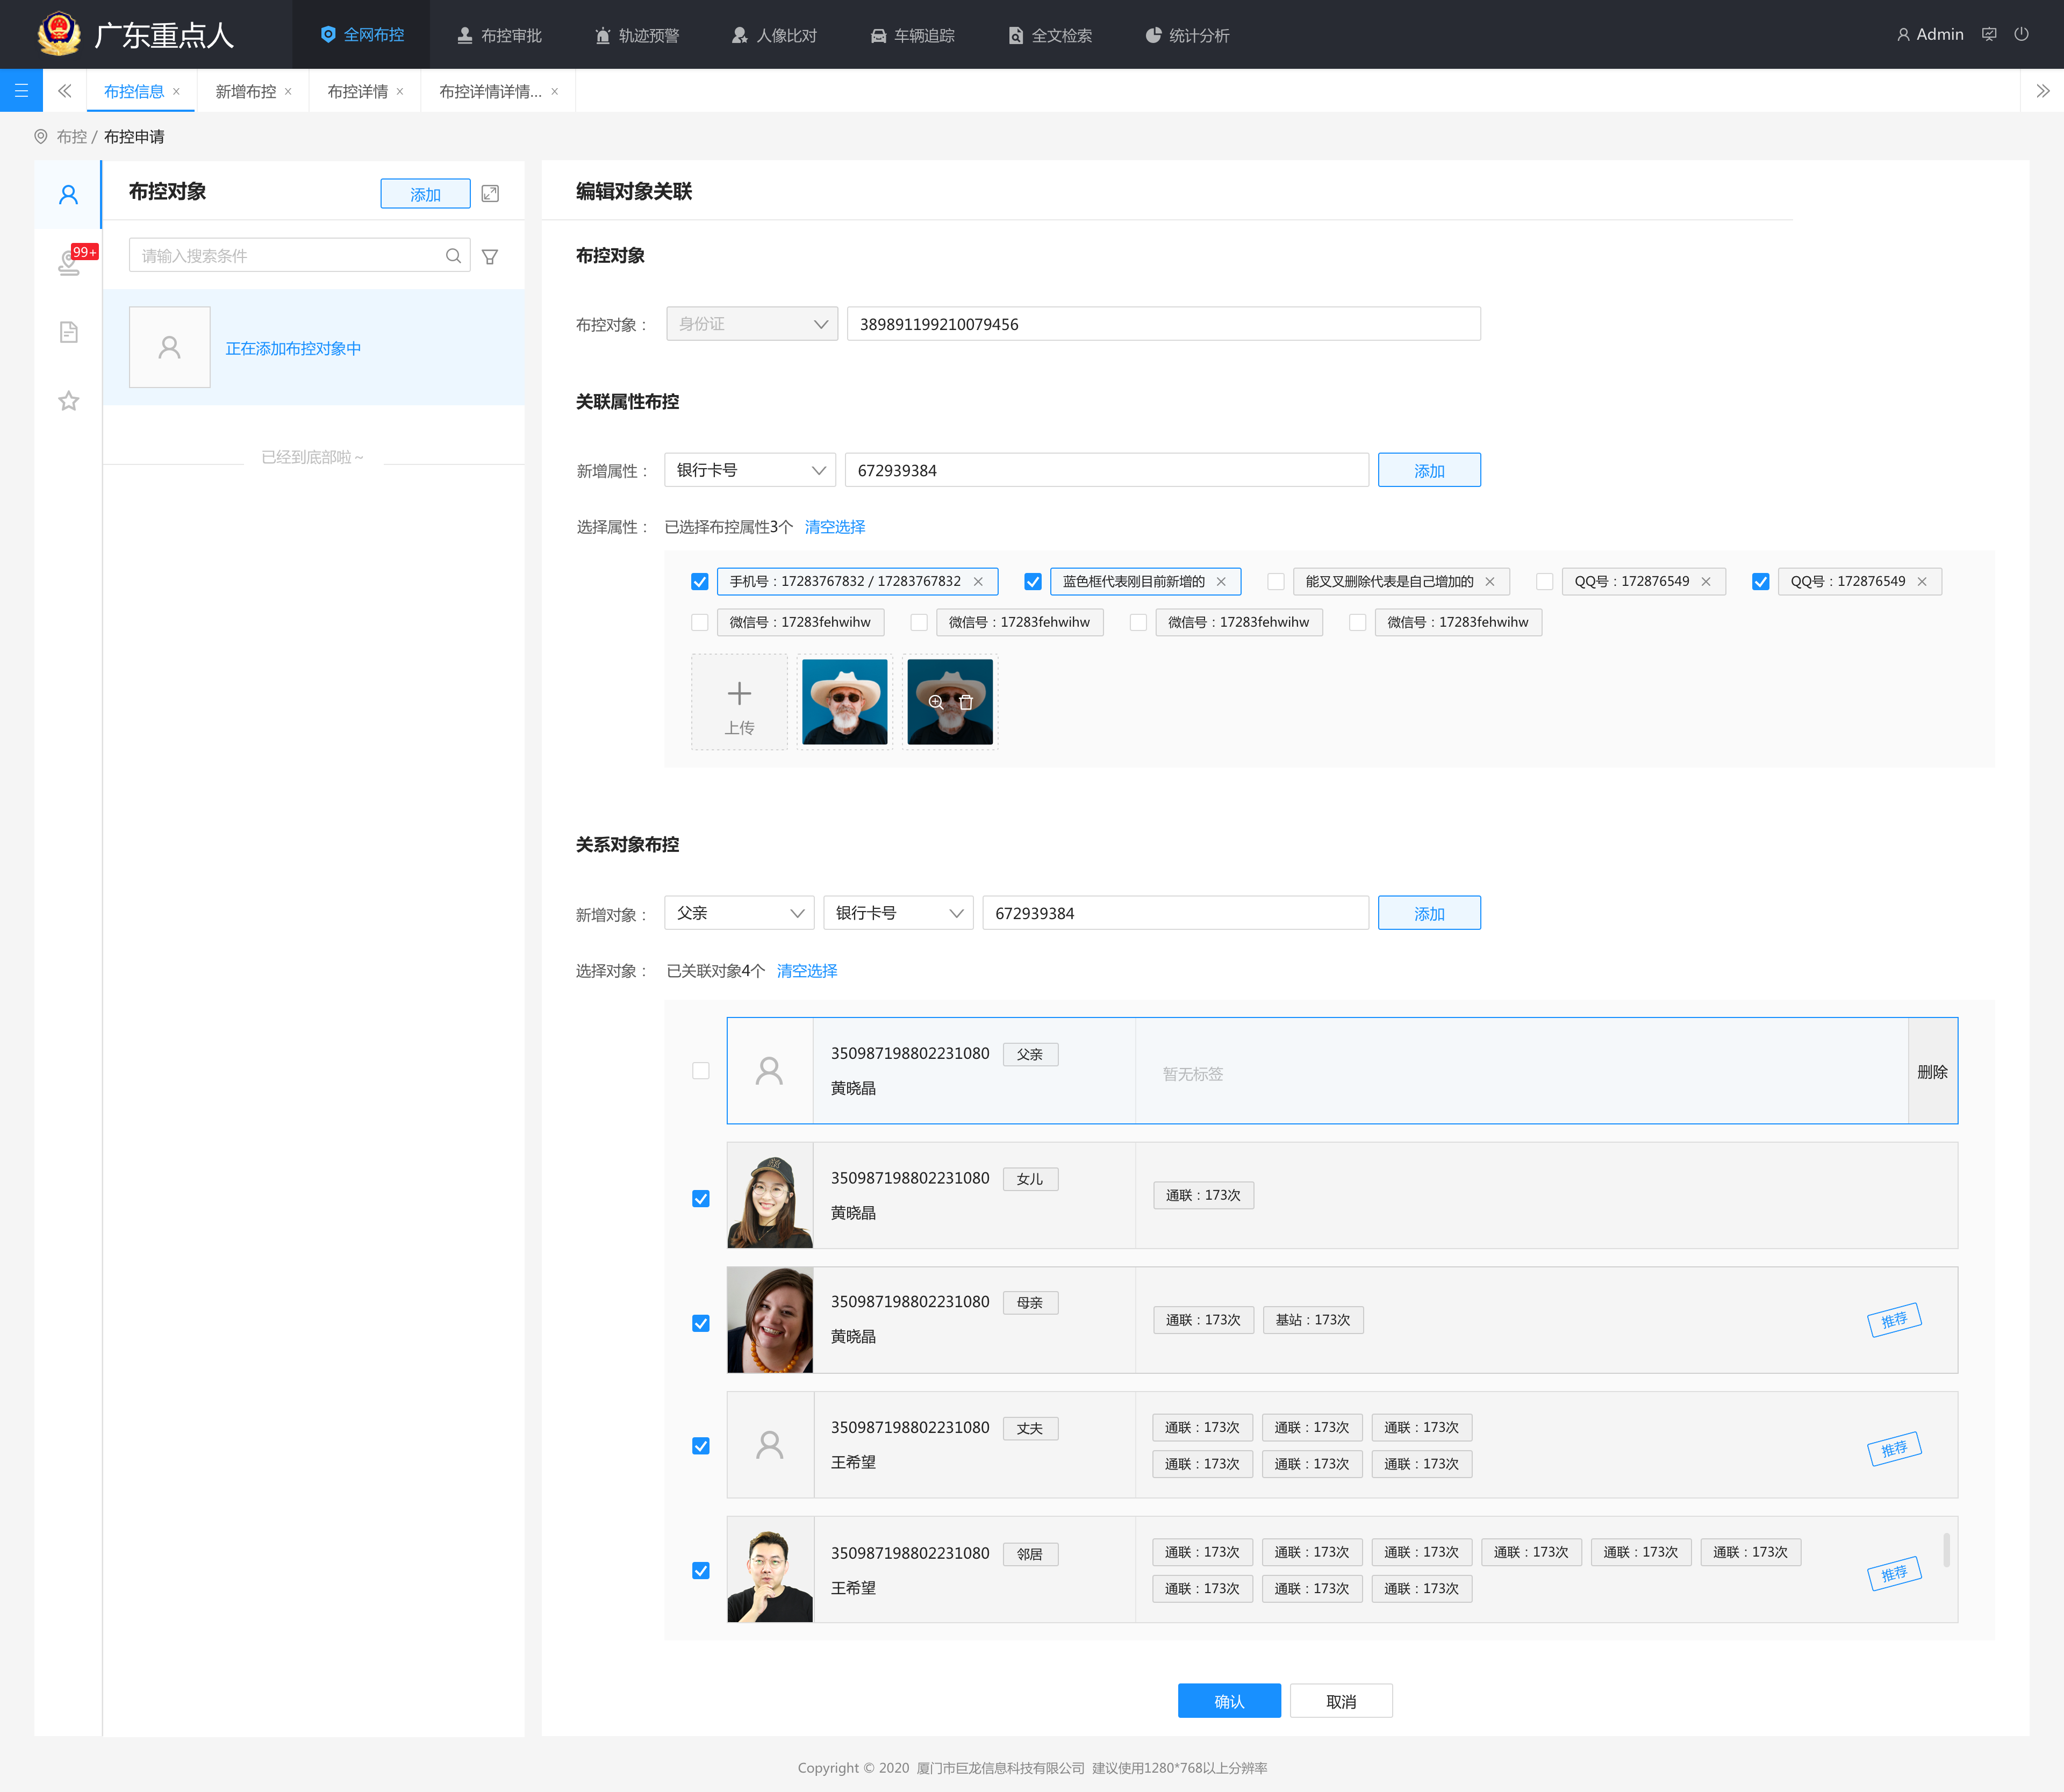 广东重点人
全网布控
布控审批
轨迹预警
人像比对
车辆追踪
全文检索
统计分析
Admin
布控信息
新增布控
布控详情
布控详情详情...
布控 / 布控申请
布控对象
添加
99+
请输入搜索条件
正在添加布控对象中
已经到底部啦～
编辑对象关联
布控对象
布控对象： 身份证 389891199210079456
关联属性布控
新增属性： 银行卡号 672939384 添加
选择属性： 已选择布控属性3个 清空选择
手机号：17283767832 / 17283767832
蓝色框代表刚目前新增的
能叉叉删除代表是自己增加的
QQ号：172876549
QQ号：172876549
微信号：17283fehwihw
微信号：17283fehwihw
微信号：17283fehwihw
微信号：17283fehwihw
上传
关系对象布控
新增对象： 父亲 银行卡号 672939384 添加
选择对象： 已关联对象4个 清空选择
350987198802231080 父亲
黄晓晶
暂无标签
删除
350987198802231080 女儿
黄晓晶
通联：173次
350987198802231080 母亲
黄晓晶
通联：173次 基站：173次
推荐
350987198802231080 丈夫
王希望
通联：173次 通联：173次 通联：173次
通联：173次 通联：173次 通联：173次
推荐
350987198802231080 邻居
王希望
通联：173次 通联：173次 通联：173次 通联：173次 通联：173次 通联：173次
通联：173次 通联：173次 通联：173次
推荐
确认 取消
Copyright © 2020 厦门市巨龙信息科技有限公司 建议使用1280*768以上分辨率